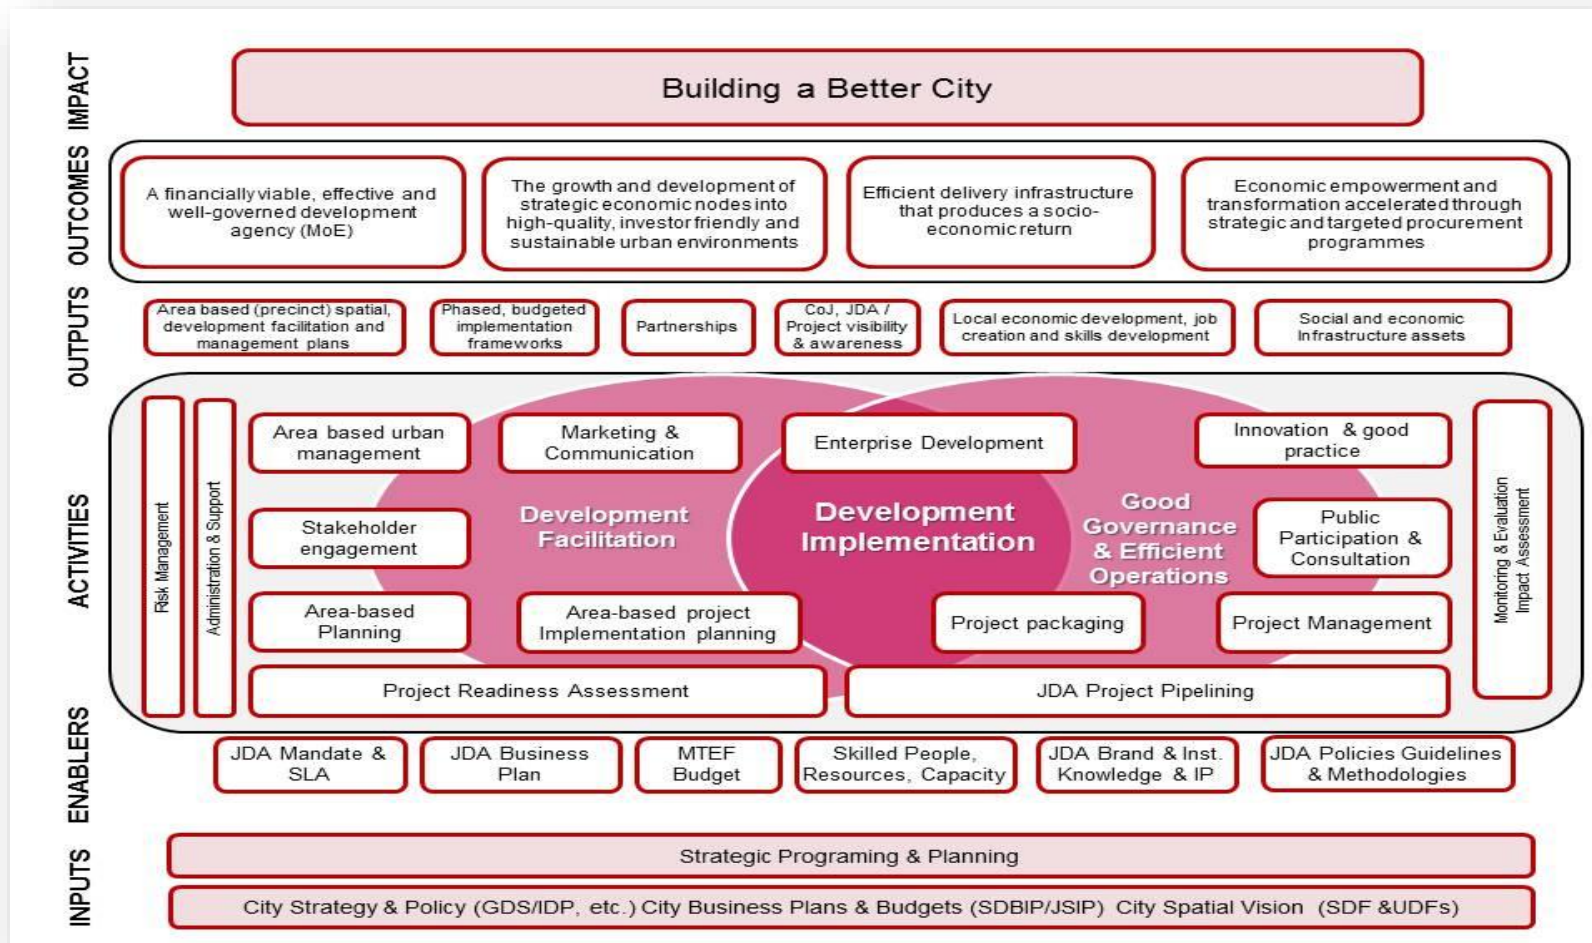 IMPACT
Building a Better City
OUTCOMES
A financially viable, effective and
well-governed development
agency (MoE)
The growth and development of
strategic economic nodes into
high-quality, investor friendly and
sustainable urban environments
Efficient delivery infrastructure
that produces a socio-
economic return
Economic empowerment and
transformation accelerated through
strategic and targeted procurement
programmes
OUTPUTS
Area based (precinct) spatial,
development facilitation and
management plans
Phased, budgeted
implementation
frameworks
Partnerships
CoJ, JDA /
Project visibility
& awareness
Local economic development, job
creation and skills development
Social and economic
Infrastructure assets
ACTIVITIES
Risk Management
Administration & Support
Area based urban
management
Marketing &
Communication
Enterprise Development
Innovation & good
practice
Stakeholder
engagement
Development
Facilitation
Development
Implementation
Good
Governance
& Efficient
Operations
Public
Participation &
Consultation
Area-based
Planning
Area-based project
Implementation planning
Project packaging
Project Management
Project Readiness Assessment
JDA Project Pipelining
Monitoring & Evaluation
Impact Assessment
ENABLERS
JDA Mandate &
SLA
JDA Business
Plan
MTEF
Budget
Skilled People,
Resources, Capacity
JDA Brand & Inst.
Knowledge & IP
JDA Policies Guidelines
& Methodologies
INPUTS
Strategic Programing & Planning
City Strategy & Policy (GDS/IDP, etc.) City Business Plans & Budgets (SDBIP/JSIP) City Spatial Vision (SDF &UDFs)